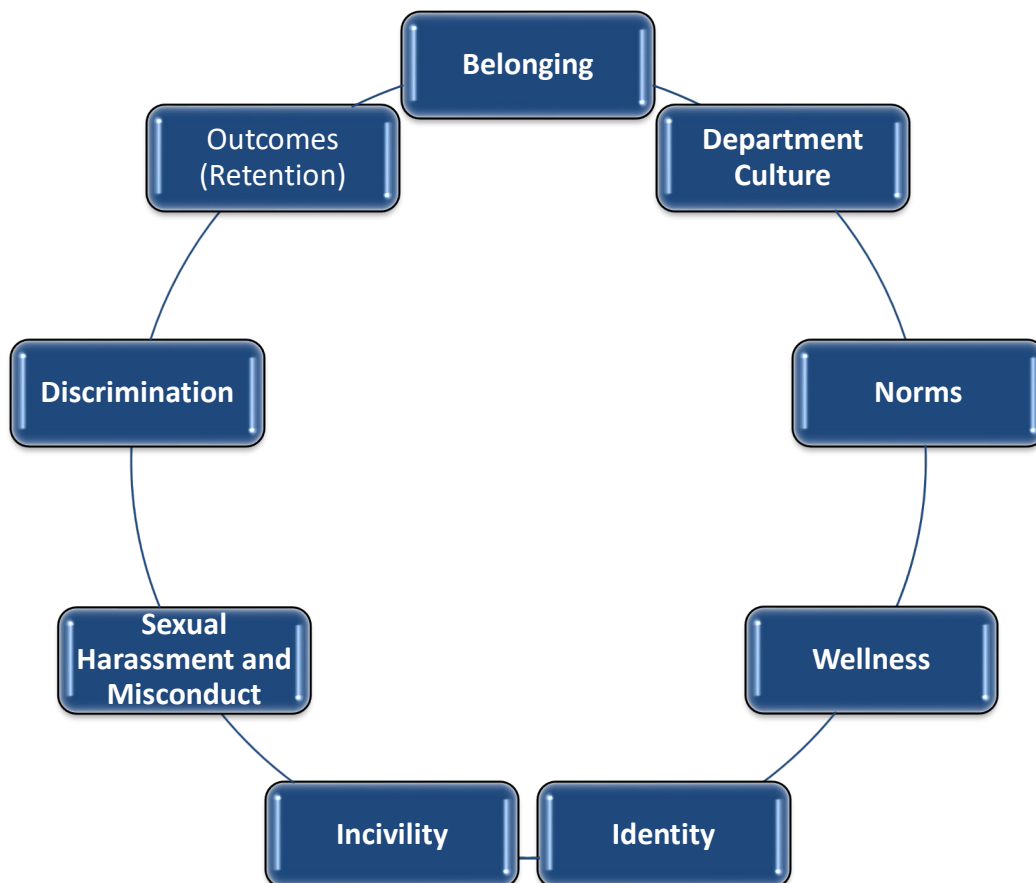 Belonging
Department
Culture
Norms
Wellness
Identity
Incivility
Sexual
Harassment and
Misconduct
Discrimination
Outcomes
(Retention)